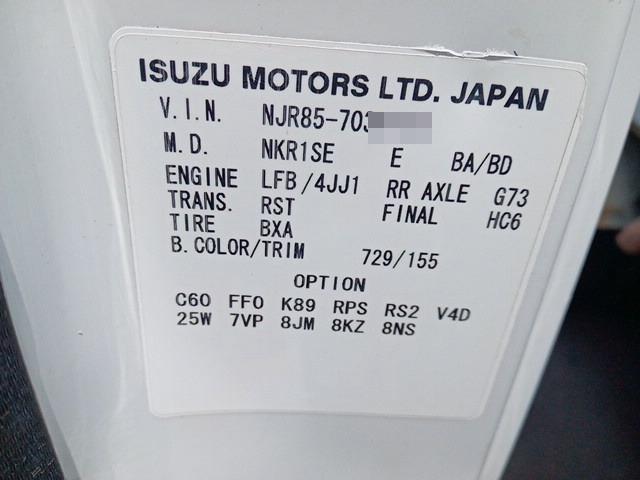 ISUZU MOTORS LTD. JAPAN
V.I.N. NJR85-703
M.D. NKR1SE E BA/BD
ENGINE LFB/4JJ1 RR AXLE G73
TRANS. RST FINAL HC6
TIRE BXA
B. COLOR/TRIM 729/155
OPTION
C60 FF0 K89 RPS RS2 V4D
25W 7VP 8JM 8KZ 8NS